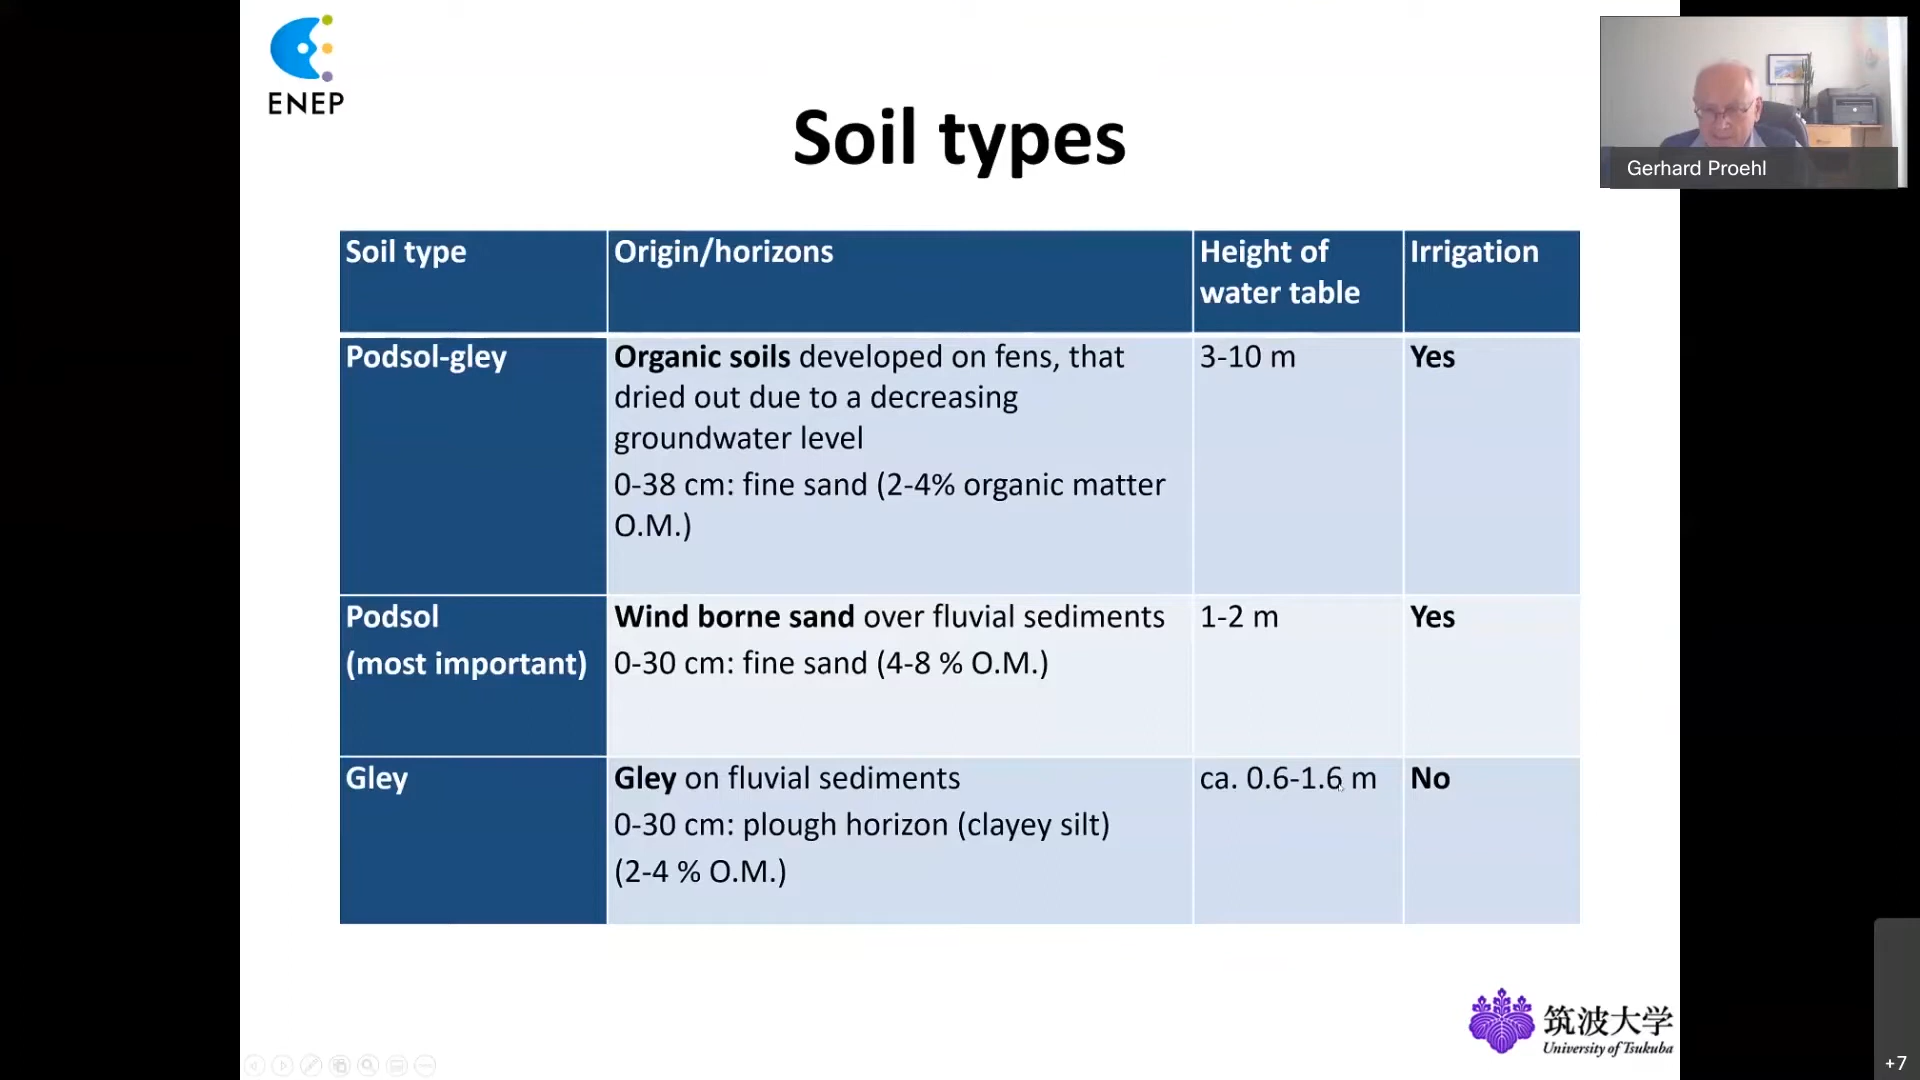 ENEP
Soil types
Gerhard Proehl
Soil type
Origin/horizons
Height of
water table
Irrigation
Podsol-gley
Organic soils developed on fens, that
dried out due to a decreasing
groundwater level
0-38 cm: fine sand (2-4% organic matter
O.M.)
3-10 m
Yes
Podsol
(most important)
Wind borne sand over fluvial sediments
0-30 cm: fine sand (4-8 % O.M.)
1-2 m
Yes
Gley
Gley on fluvial sediments
0-30 cm: plough horizon (clayey silt)
(2-4 % O.M.)
ca. 0.6-1.6 m
No
筑波大学
University of Tsukuba
+7